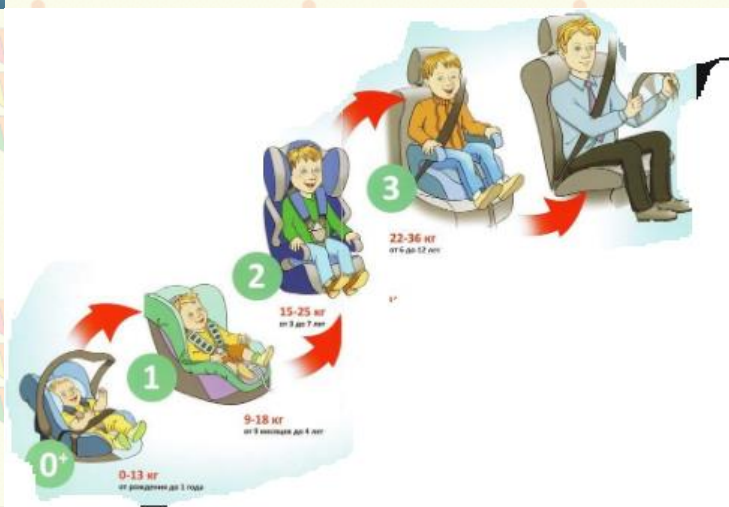 0+
0-13 кг
от рождения до 1 года
1
9-18 кг
от 9 месяцев до 4 лет
2
15-25 кг
от 3 до 7 лет
3
22-36 кг
от 6 до 12 лет